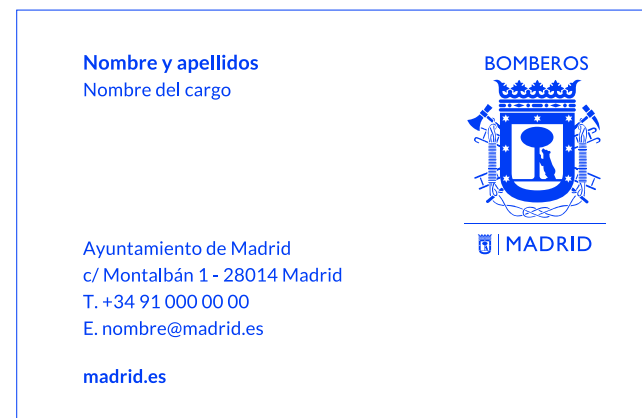 Nombre y apellidos
Nombre del cargo
BOMBEROS
MADRID
Ayuntamiento de Madrid
c/ Montalbán 1 - 28014 Madrid
T. +34 91 000 00 00
E. nombre@madrid.es
madrid.es